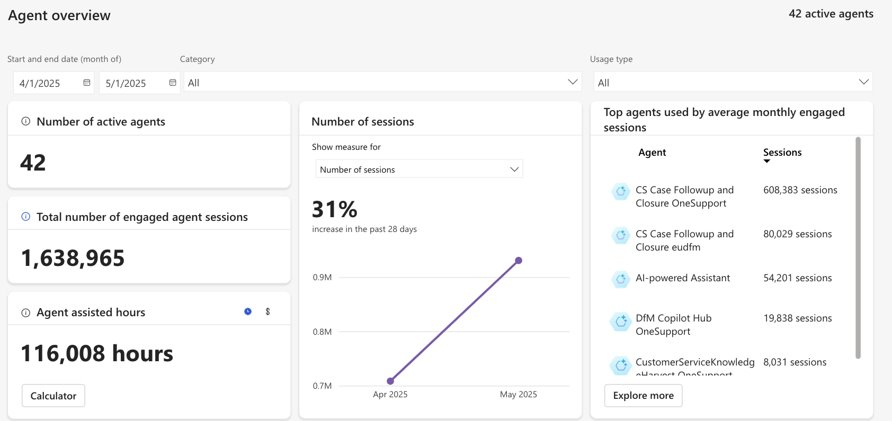 Agent overview
42 active agents
Start and end date (month of)
Category
Usage type
4/1/2025
5/1/2025
All
All
Number of active agents
42
Total number of engaged agent sessions
1,638,965
Agent assisted hours
$
116,008 hours
Calculator
Number of sessions
Show measure for
Number of sessions
31%
increase in the past 28 days
0.9M
0.8M
0.7M
Apr 2025
May 2025
Top agents used by average monthly engaged
sessions
Agent
Sessions
CS Case Followup and
Closure OneSupport
608,383 sessions
CS Case Followup and
Closure eudfm
80,029 sessions
AI-powered Assistant
54,201 sessions
DfM Copilot Hub
OneSupport
19,838 sessions
CustomerServiceKnowledg
eHarvest OneSupport
8,031 sessions
Explore more